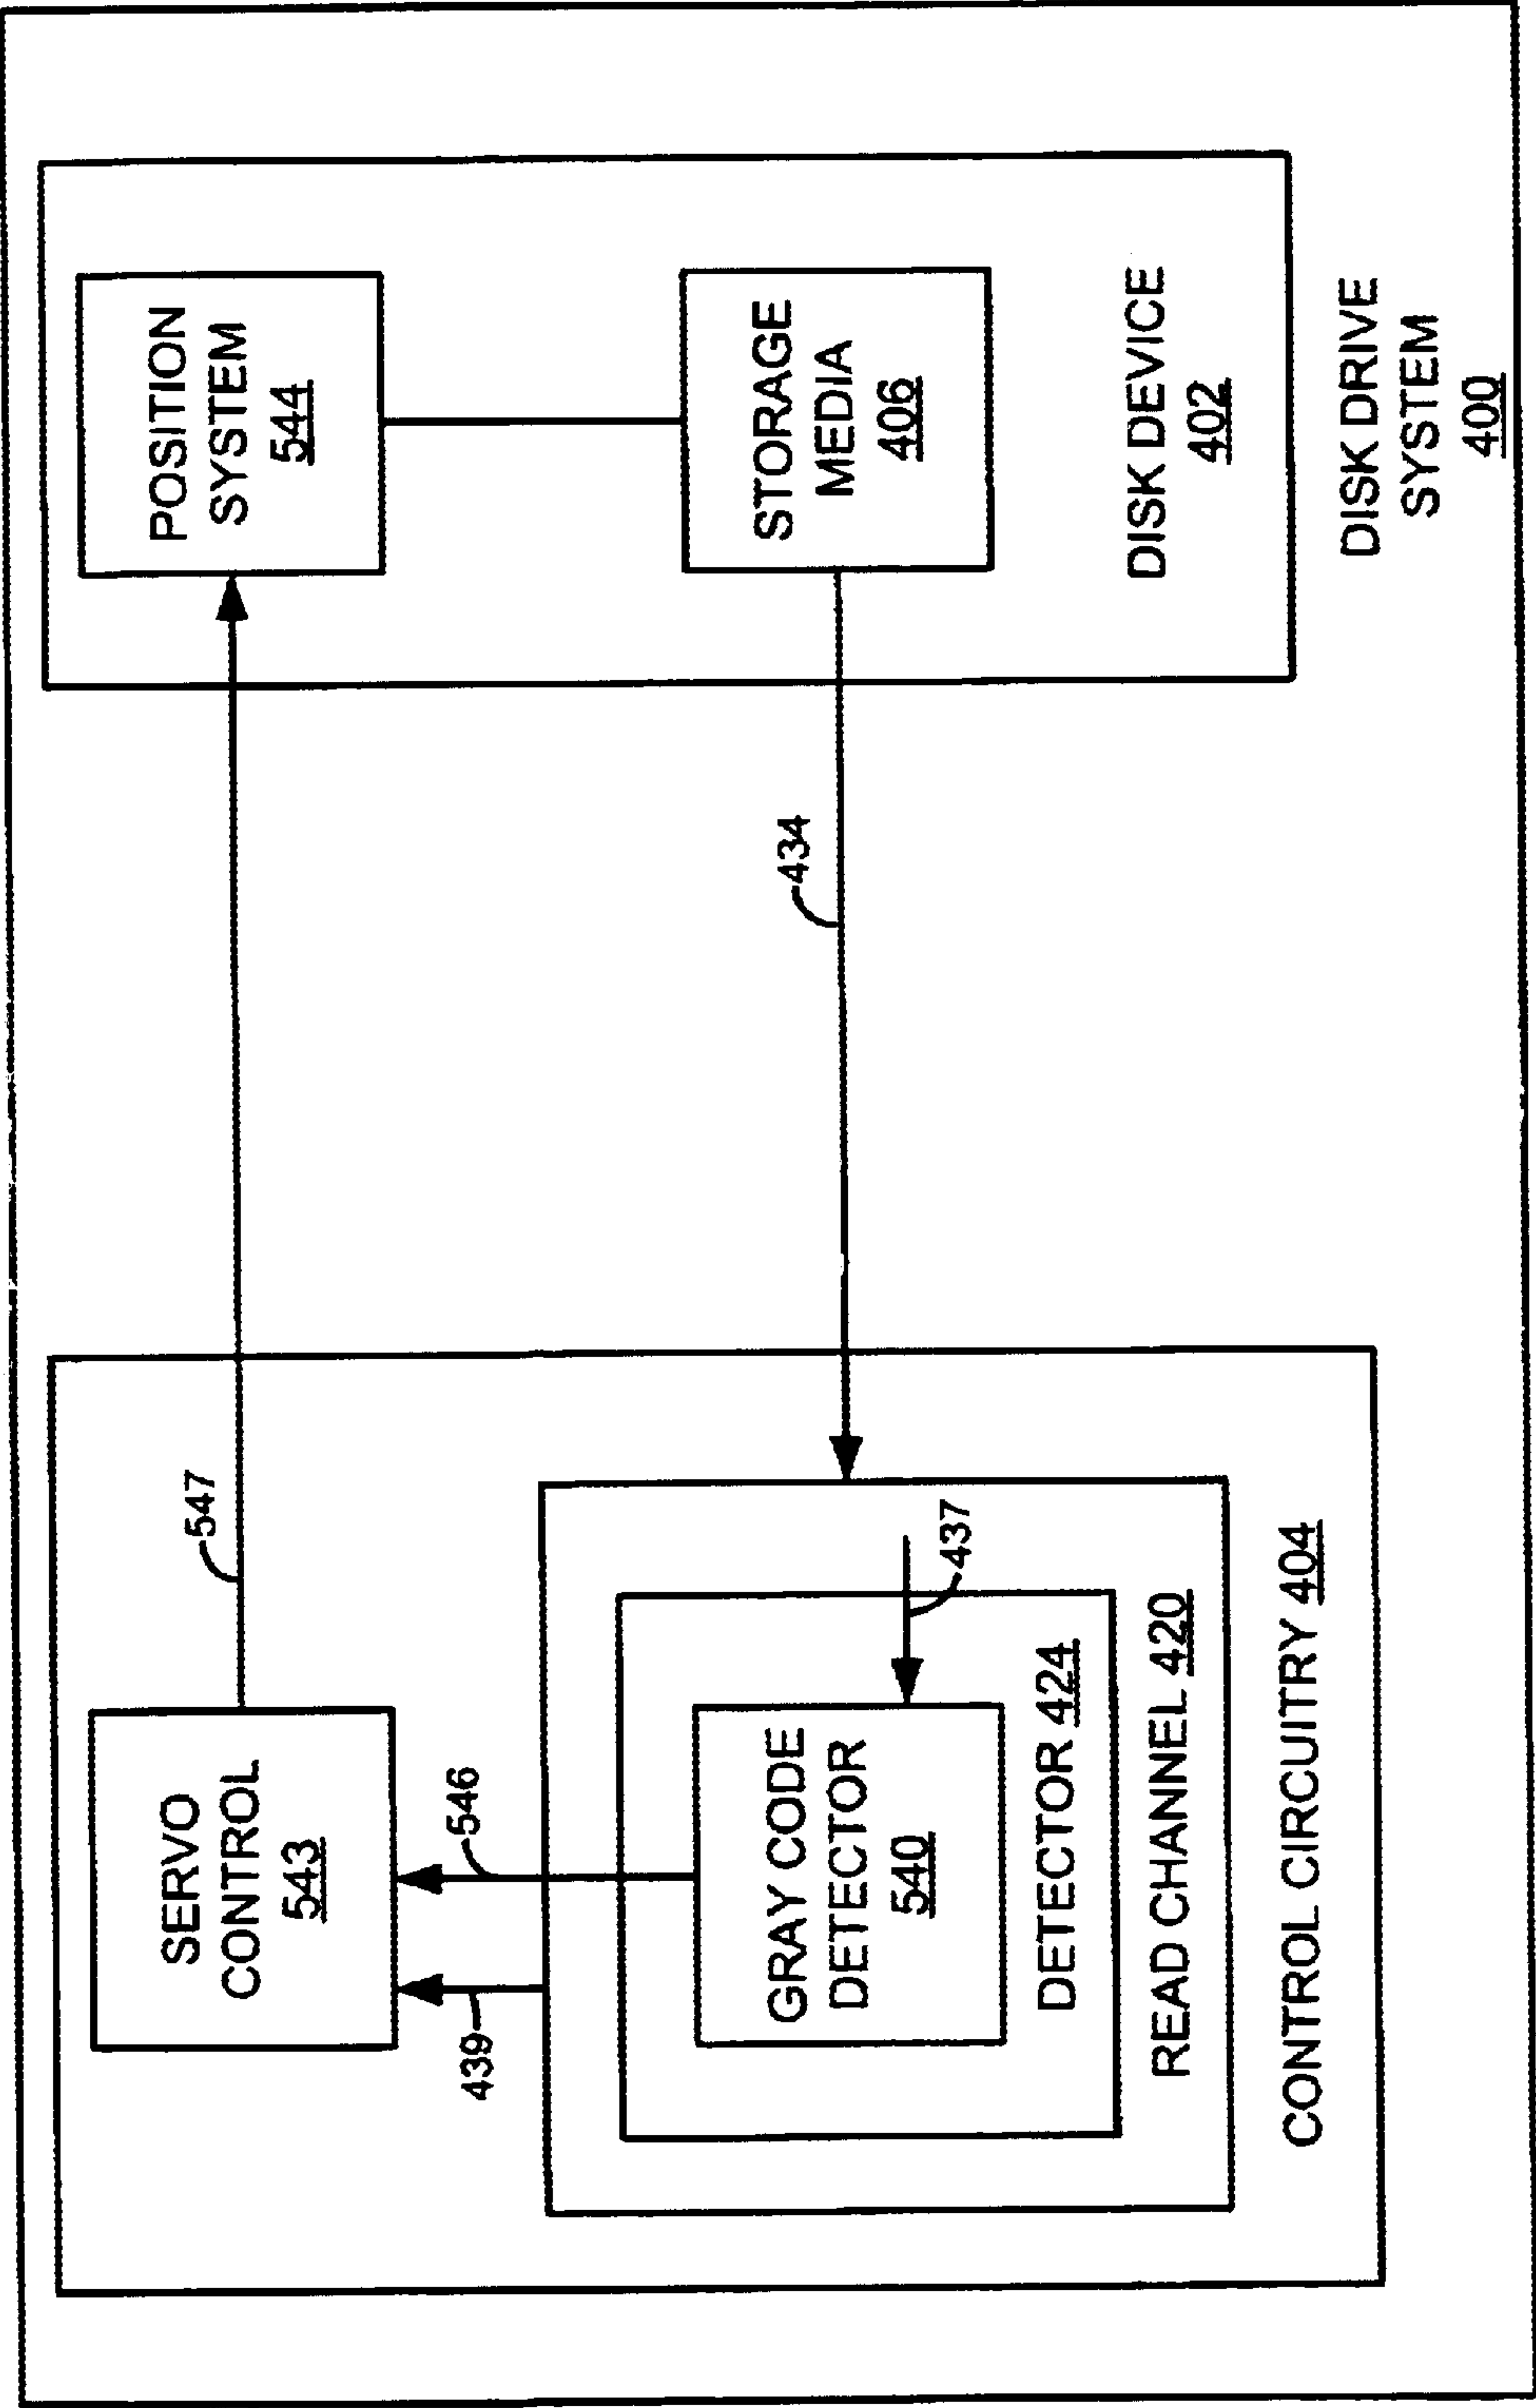 SERVO
CONTROL
543
547
POSITION
SYSTEM
544
439
546
434
GRAY CODE
DETECTOR
540
437
STORAGE
MEDIA
406
DETECTOR 424
READ CHANNEL 420
CONTROL CIRCUITRY 404
DISK DEVICE
402
DISK DRIVE
SYSTEM
400